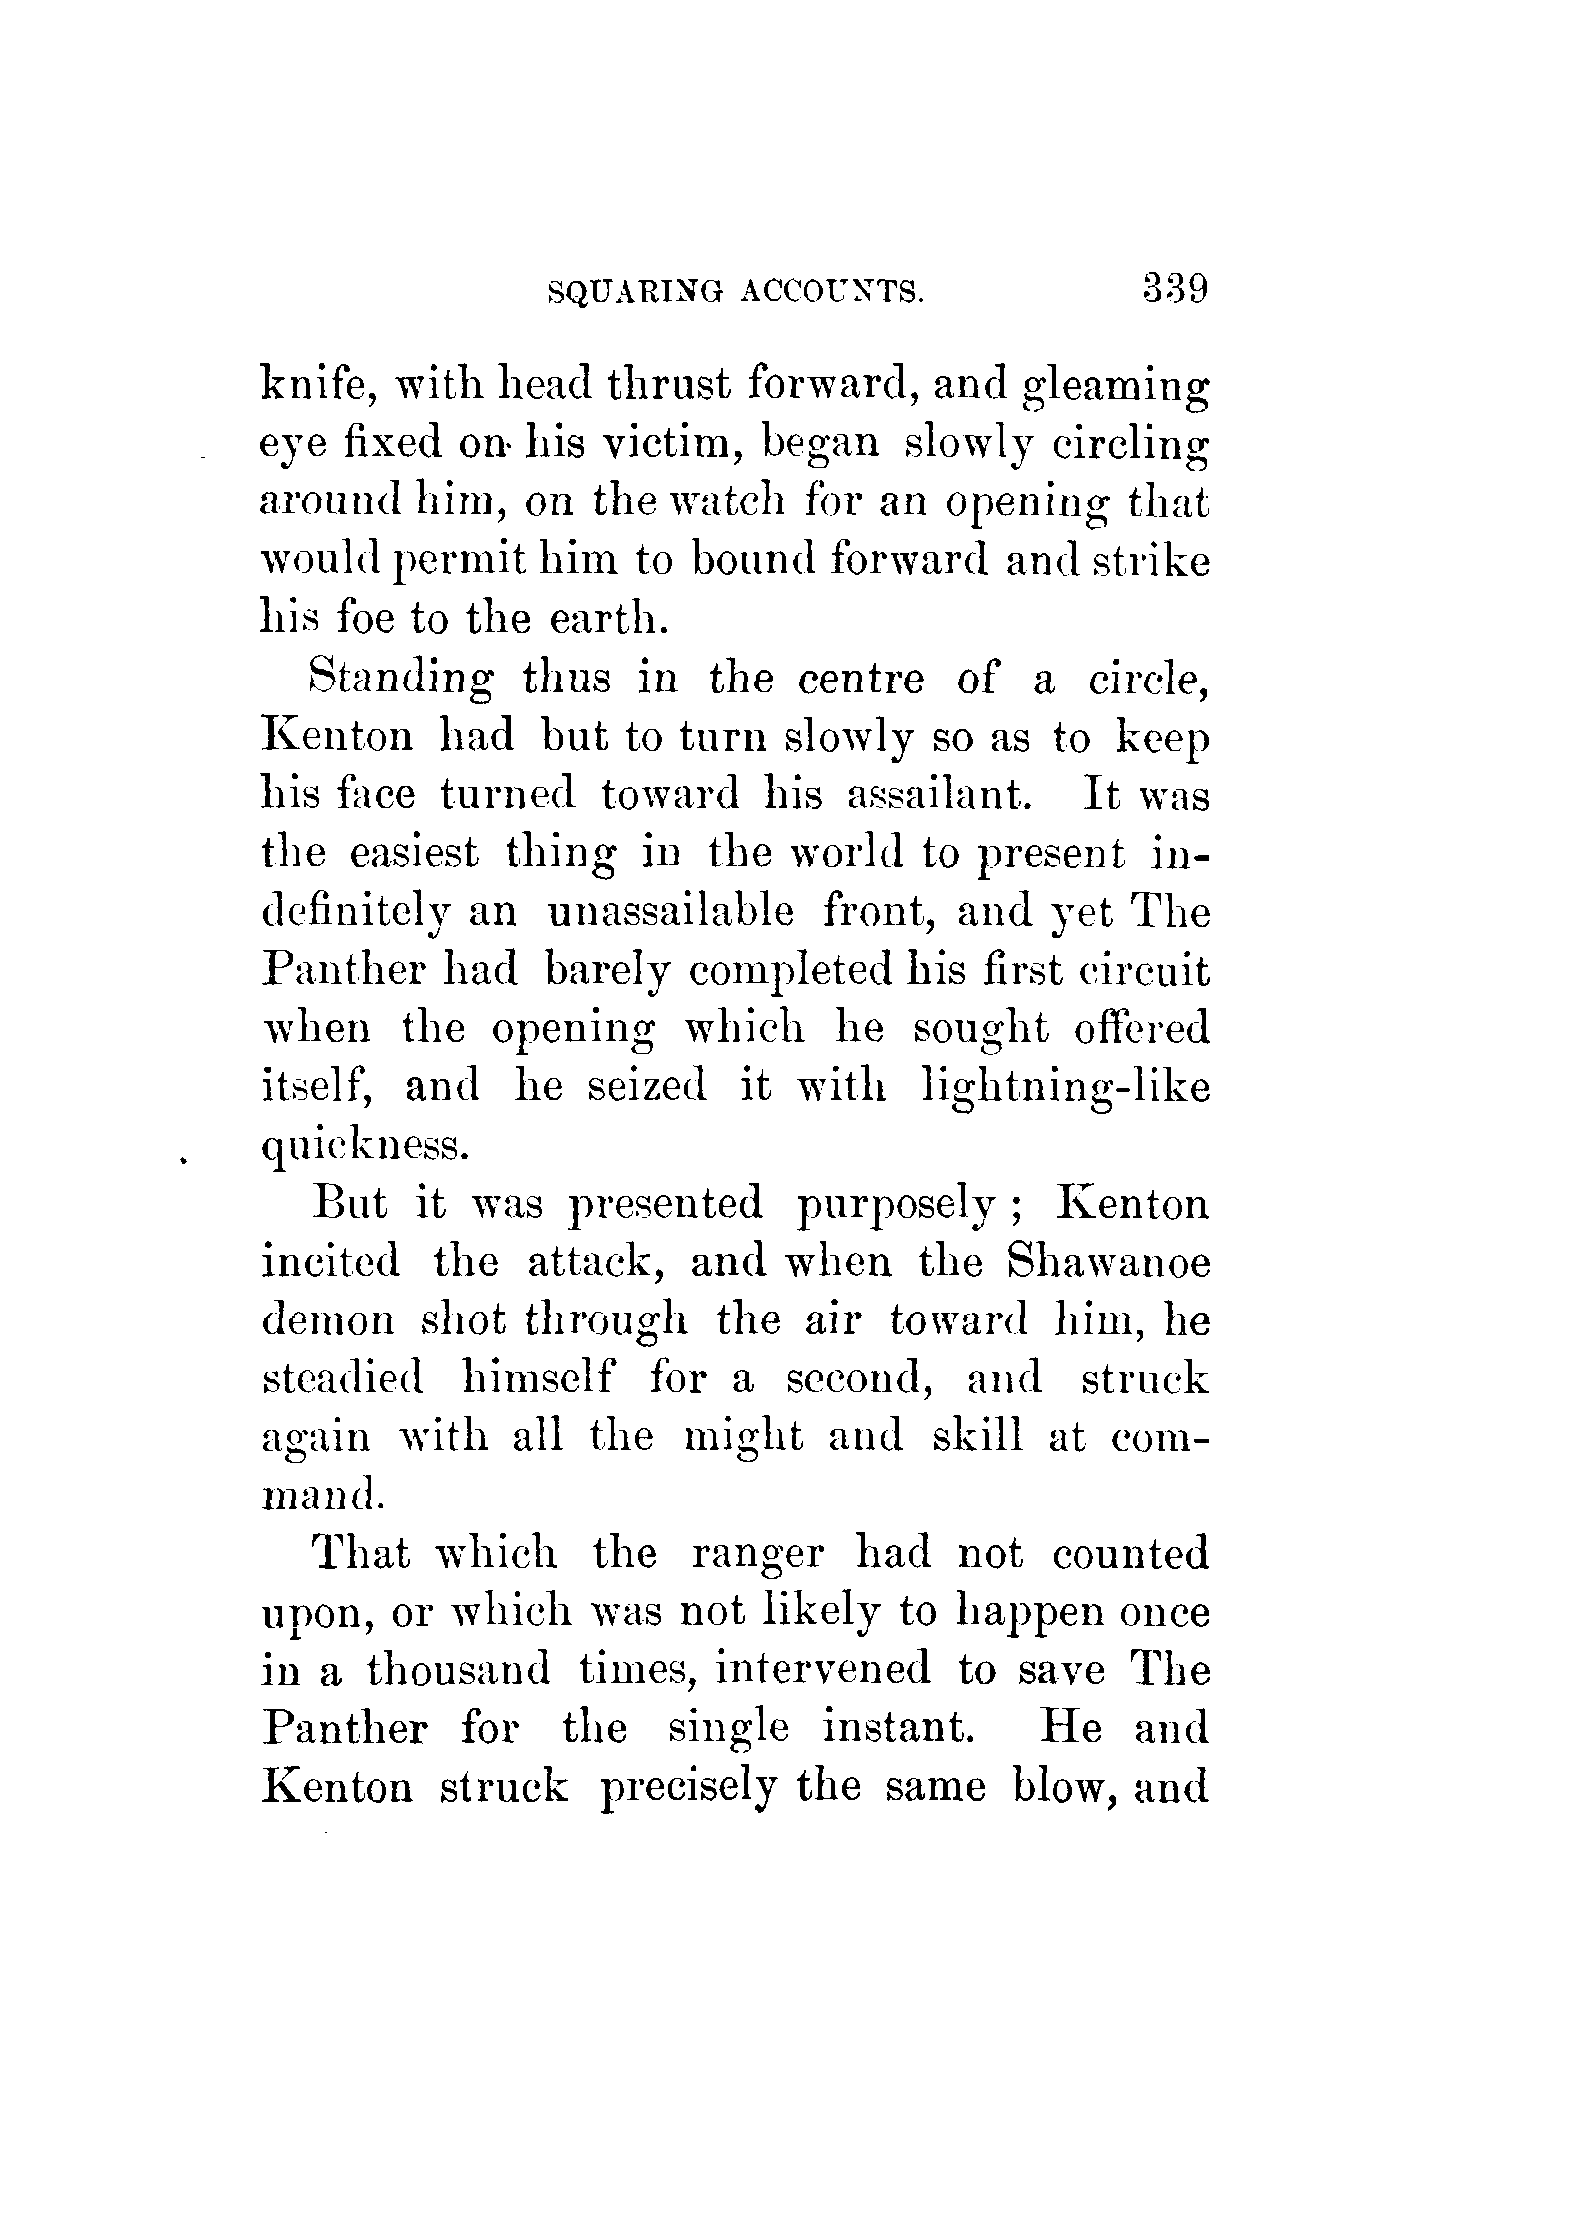 SQUARING ACCOUNTS. 339
knife, with head thrust forward, and gleaming
eye fixed on his victim, began slowly circling
around him, on the watch for an opening that
would permit him to bound forward and strike
his foe to the earth.
Standing thus in the centre of a circle,
Kenton had but to turn slowly so as to keep
his face turned toward his assailant. It was
the easiest thing in the world to present in-
definitely an unassailable front, and yet The
Panther had barely completed his first circuit
when the opening which he sought offered
itself, and he seized it with lightning-like
quickness.
But it was presented purposely ; Kenton
incited the attack, and when the Shawanoe
demon shot through the air toward him, he
steadied himself for a second, and struck
again with all the might and skill at com-
mand.
That which the ranger had not counted
upon, or which was not likely to happen once
in a thousand times, intervened to save The
Panther for the single instant. He and
Kenton struck precisely the same blow, and